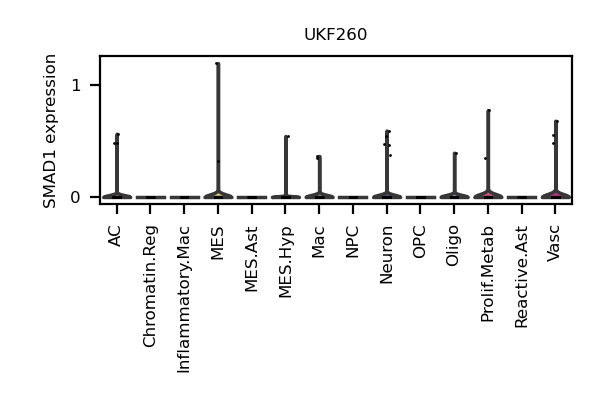 UKF260
SMAD1 expression
1
0
AC
Chromatin.Reg
Inflammatory.Mac
MES
MES.Ast
MES.Hyp
Mac
NPC
Neuron
OPC
Oligo
Prolif.Metab
Reactive.Ast
Vasc